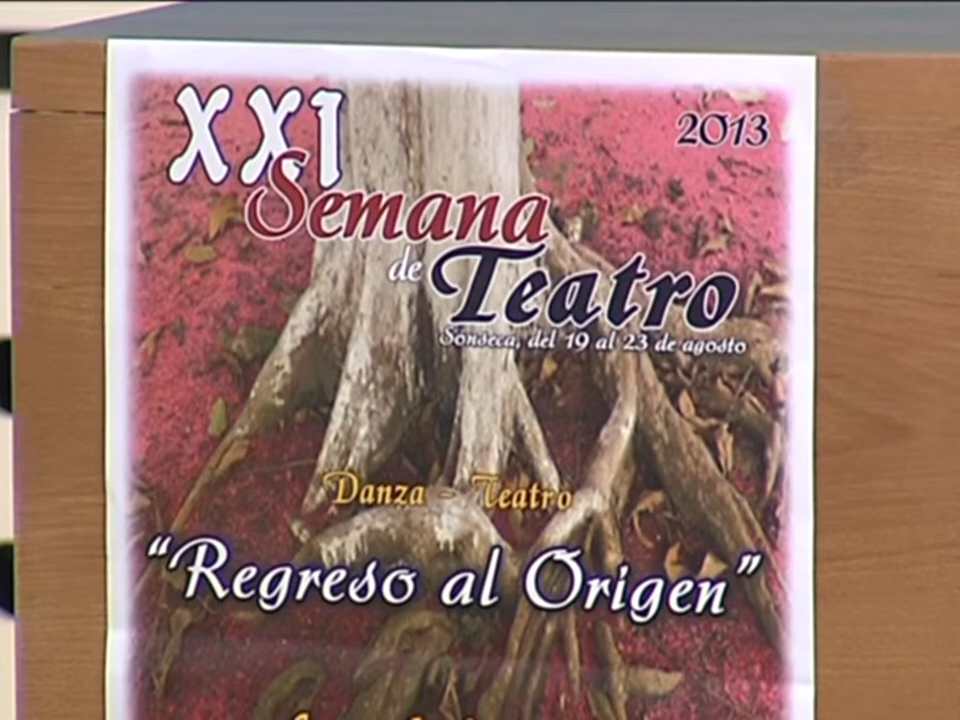 XXI
2013
Semana
de Teatro
Sonseca, del 19 al 23 de agosto
Danza - Teatro
"Regreso al Origen"